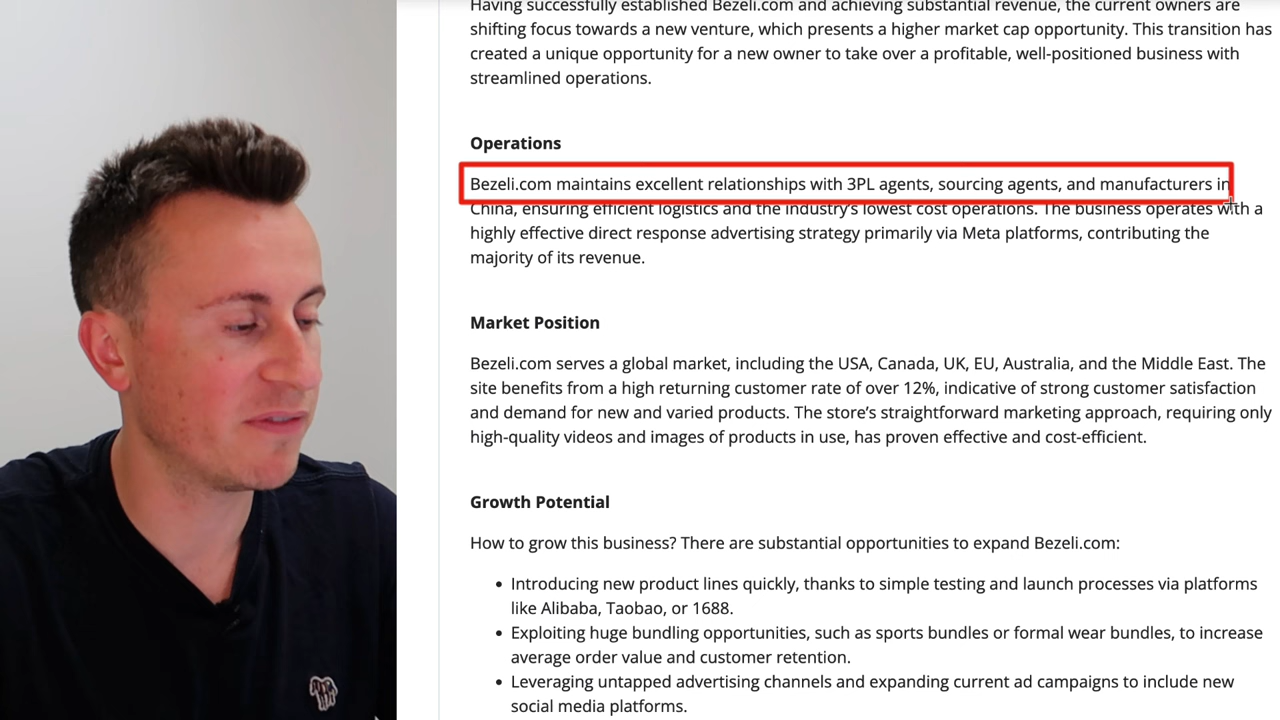 Having successfully established Bezeli.com and achieving substantial revenue, the current owners are
shifting focus towards a new venture, which presents a higher market cap opportunity. This transition has
created a unique opportunity for a new owner to take over a profitable, well-positioned business with
streamlined operations.
Operations
Bezeli.com maintains excellent relationships with 3PL agents, sourcing agents, and manufacturers in
China, ensuring efficient logistics and the industry's lowest cost operations. The business operates with a
highly effective direct response advertising strategy primarily via Meta platforms, contributing the
majority of its revenue.
Market Position
Bezeli.com serves a global market, including the USA, Canada, UK, EU, Australia, and the Middle East. The
site benefits from a high returning customer rate of over 12%, indicative of strong customer satisfaction
and demand for new and varied products. The store’s straightforward marketing approach, requiring only
high-quality videos and images of products in use, has proven effective and cost-efficient.
Growth Potential
How to grow this business? There are substantial opportunities to expand Bezeli.com:
• Introducing new product lines quickly, thanks to simple testing and launch processes via platforms
like Alibaba, Taobao, or 1688.
• Exploiting huge bundling opportunities, such as sports bundles or formal wear bundles, to increase
average order value and customer retention.
• Leveraging untapped advertising channels and expanding current ad campaigns to include new
social media platforms.